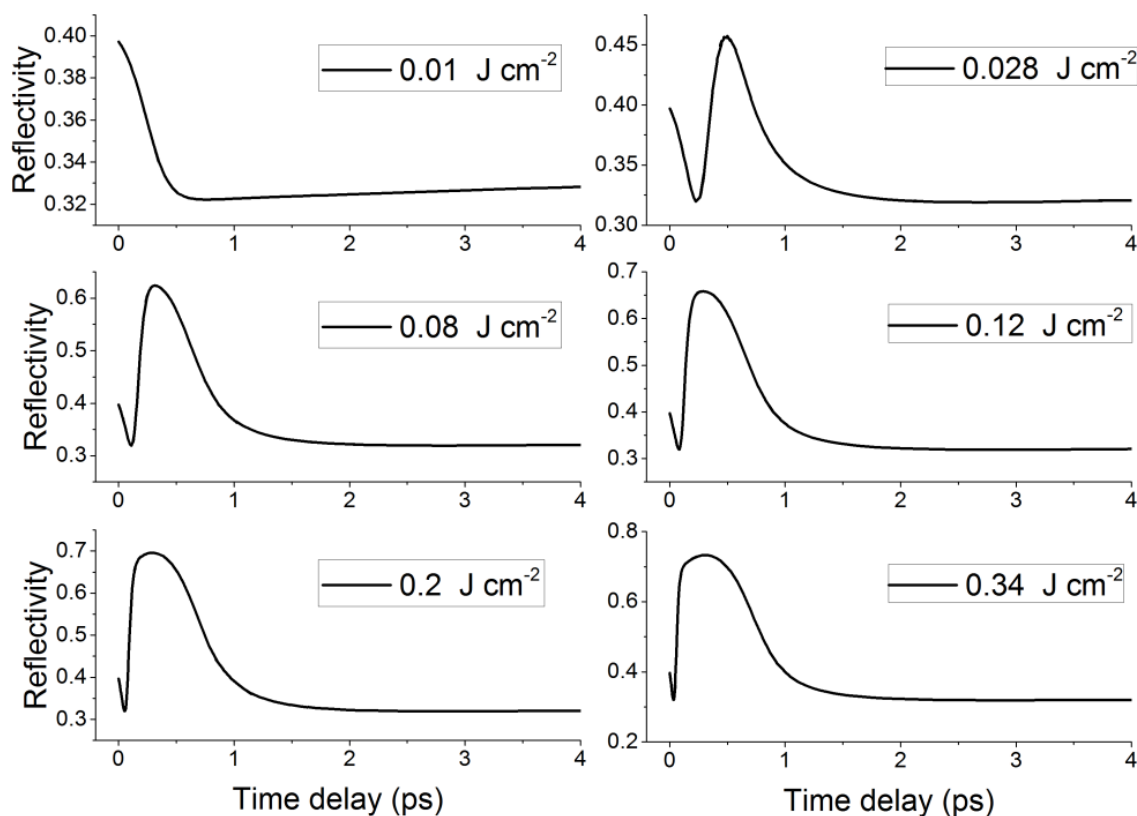 0.40
0.38
0.36
0.34
0.32
Reflectivity
0.01 J cm-2
0 1 2 3 4
0.45
0.40
0.35
0.30
0.028 J cm-2
0 1 2 3 4
0.6
0.5
0.4
0.3
Reflectivity
0.08 J cm-2
0 1 2 3 4
0.7
0.6
0.5
0.4
0.3
0.12 J cm-2
0 1 2 3 4
0.7
0.6
0.5
0.4
0.3
Reflectivity
0.2 J cm-2
0 1 2 3 4
Time delay (ps)
0.8
0.6
0.4
0.2
0.34 J cm-2
0 1 2 3 4
Time delay (ps)